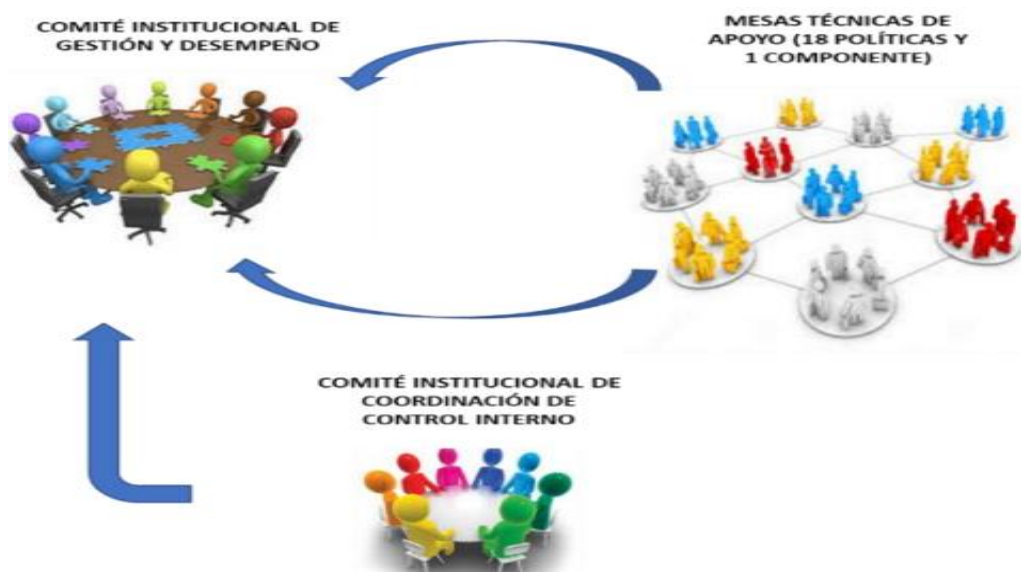 COMITÉ INSTITUCIONAL DE
GESTIÓN Y DESEMPEÑO
MESAS TÉCNICAS DE
APOYO (18 POLÍTICAS Y
1 COMPONENTE)
COMITÉ INSTITUCIONAL DE
COORDINACIÓN DE
CONTROL INTERNO